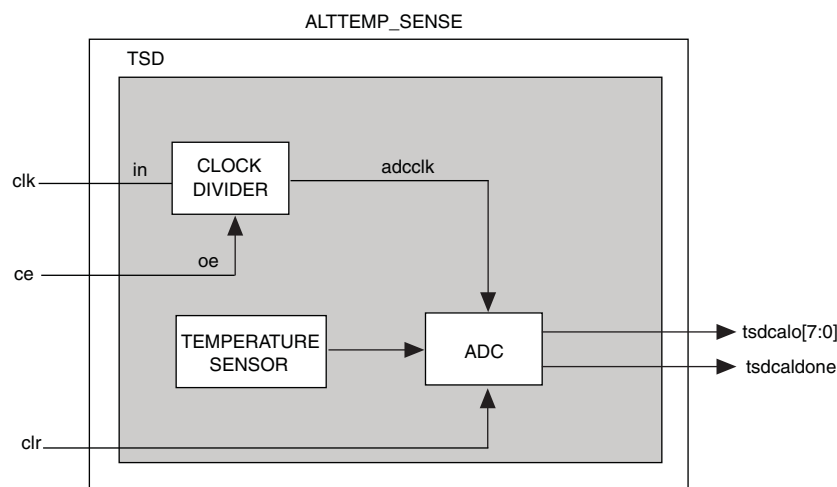 ALTTEMP_SENSE
TSD
clk
in
CLOCK
DIVIDER
adcclk
ce
oe
TEMPERATURE
SENSOR
ADC
tsdcalo[7:0]
tsdcaldone
clr